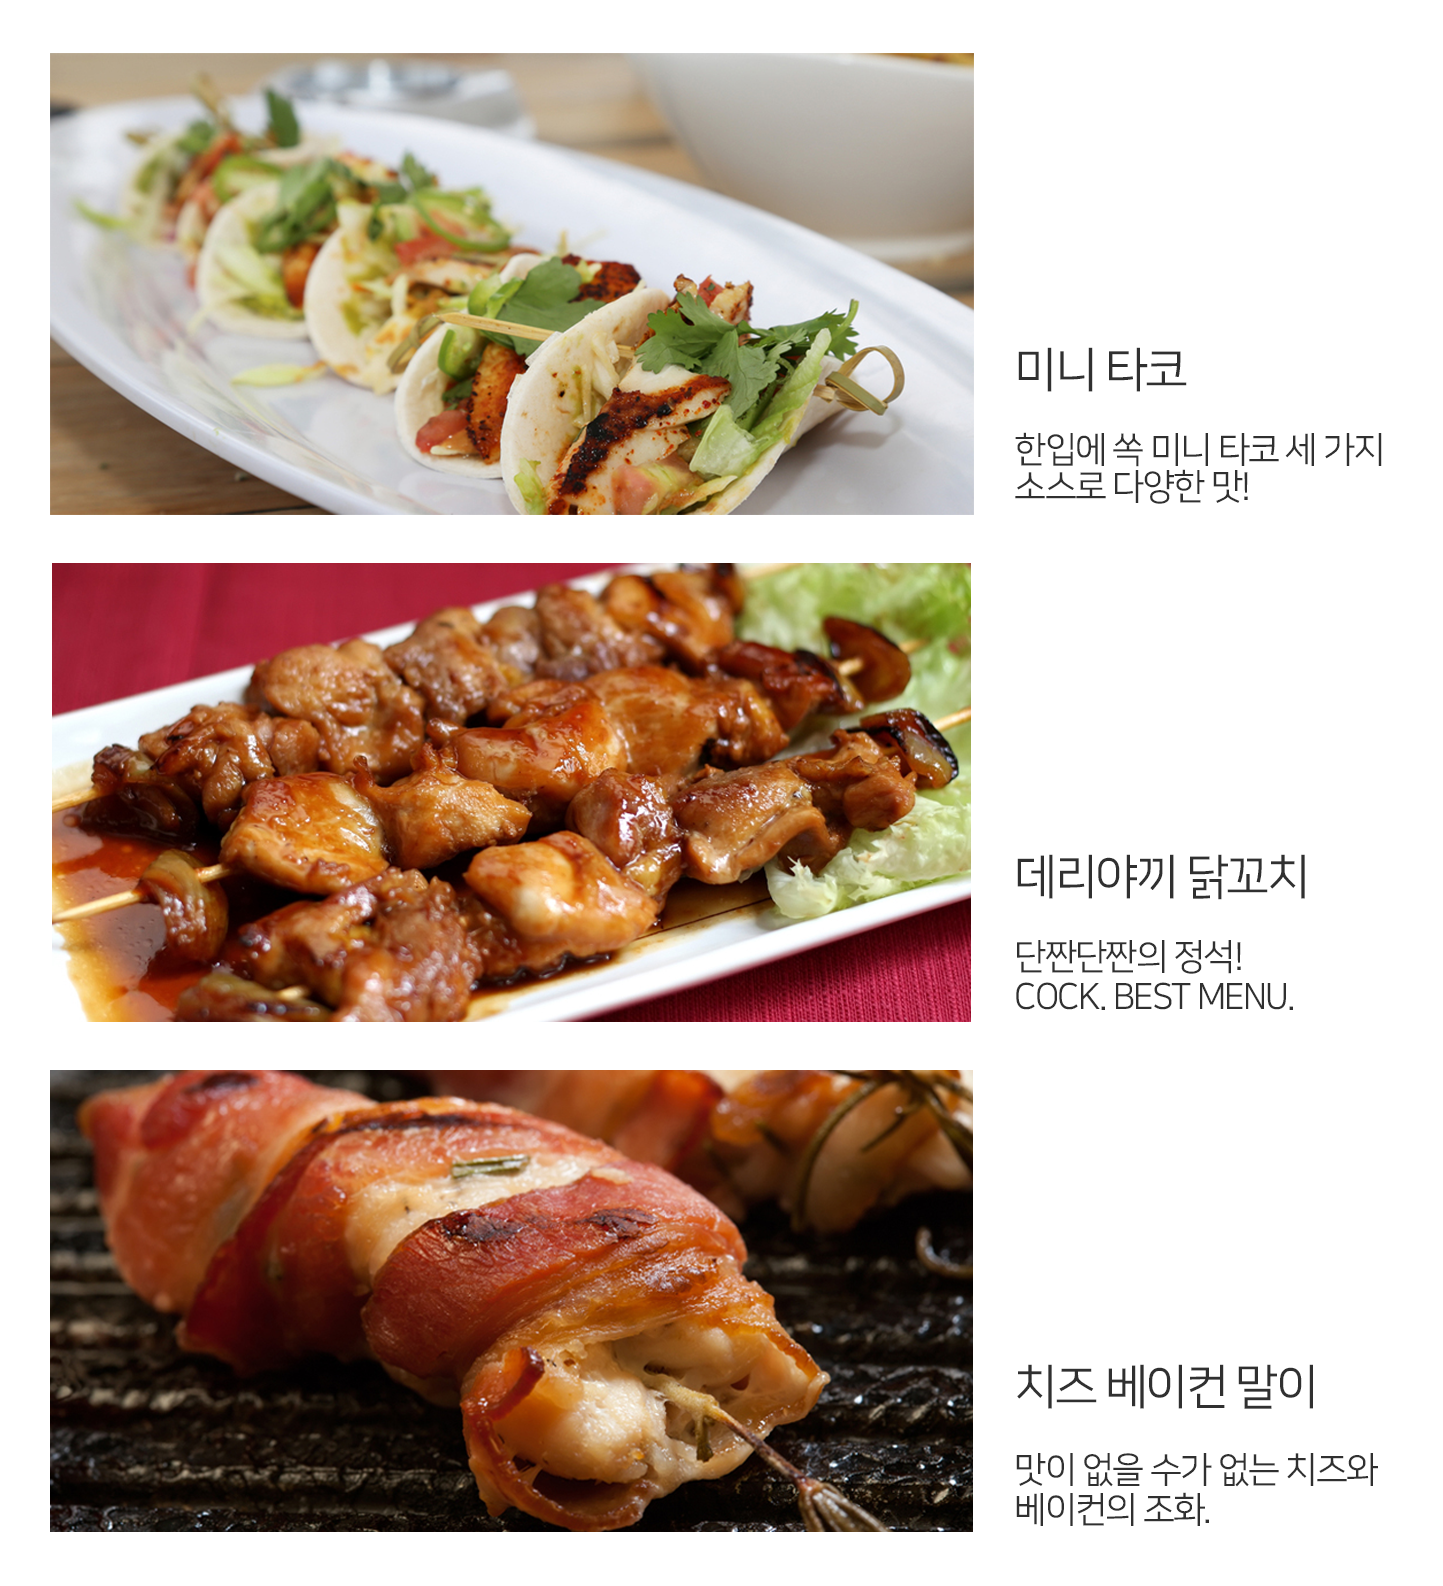 미니 타코
한입에 쏙 미니 타코 세 가지
소스로 다양한 맛!
데리야끼 닭꼬치
단짠단짠의 정석!
COCK. BEST MENU.
치즈 베이컨 말이
맛이 없을 수가 없는 치즈와
베이컨의 조화.